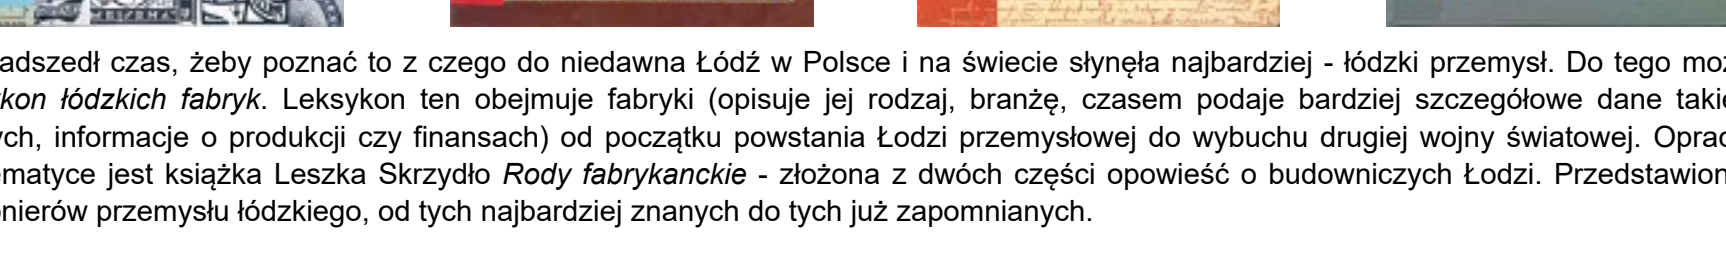 adszedł czas, żeby poznać to z czego do niedawna Łódź w Polsce i na świecie słynęła najbardziej - łódzki przemysł. Do tego moż
kon łódzkich fabryk. Leksykon ten obejmuje fabryki (opisuje jej rodzaj, branżę, czasem podaje bardziej szczegółowe dane takie
ych, informacje o produkcji czy finansach) od początku powstania Łodzi przemysłowej do wybuchu drugiej wojny światowej. Oprac
ematyce jest książka Leszka Skrzydło Rody fabrykanckie - złożona z dwóch części opowieść o budowniczych Łodzi. Przedstawion
nierów przemysłu łódzkiego, od tych najbardziej znanych do tych już zapomnianych.